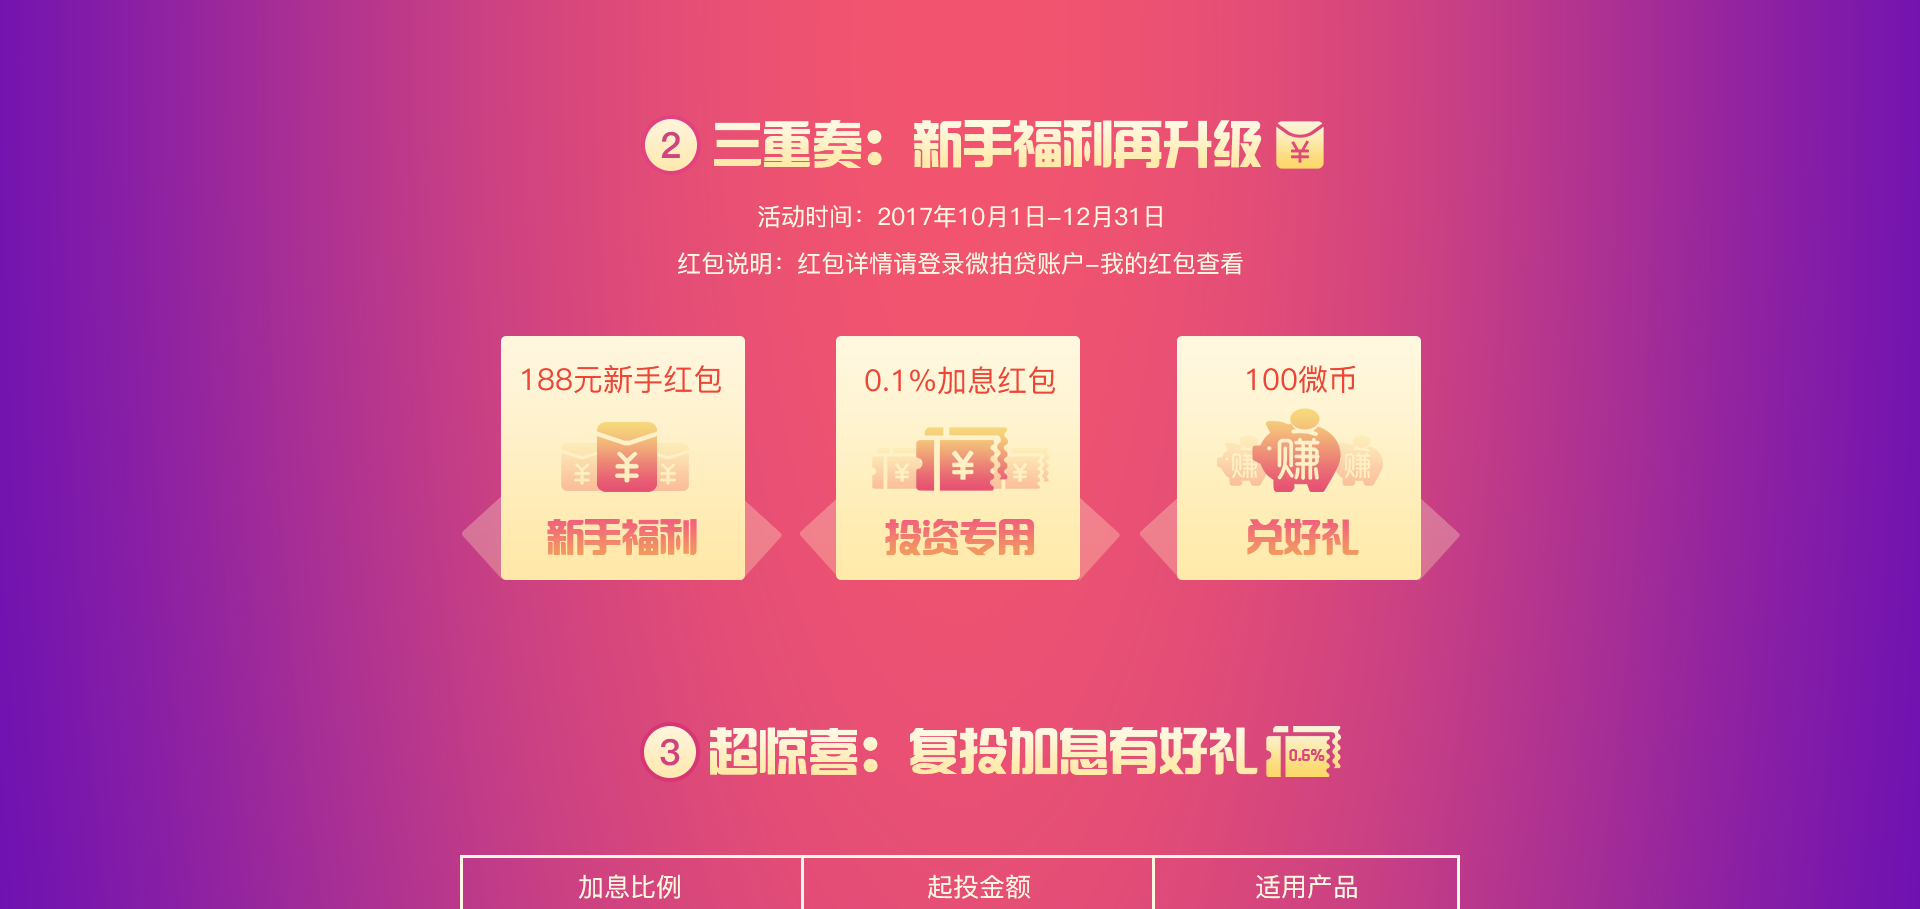 2 三重奏：新手福利再升级 ¥
活动时间：2017年10月1日-12月31日
红包说明：红包详情请登录微拍贷账户-我的红包查看
188元新手红包
¥ ¥ ¥
新手福利
0.1%加息红包
¥ ¥ ¥
投资专用
100微币
赚 赚 赚
兑好礼
3 超惊喜：复投加息有好礼 0.6%
加息比例 起投金额 适用产品